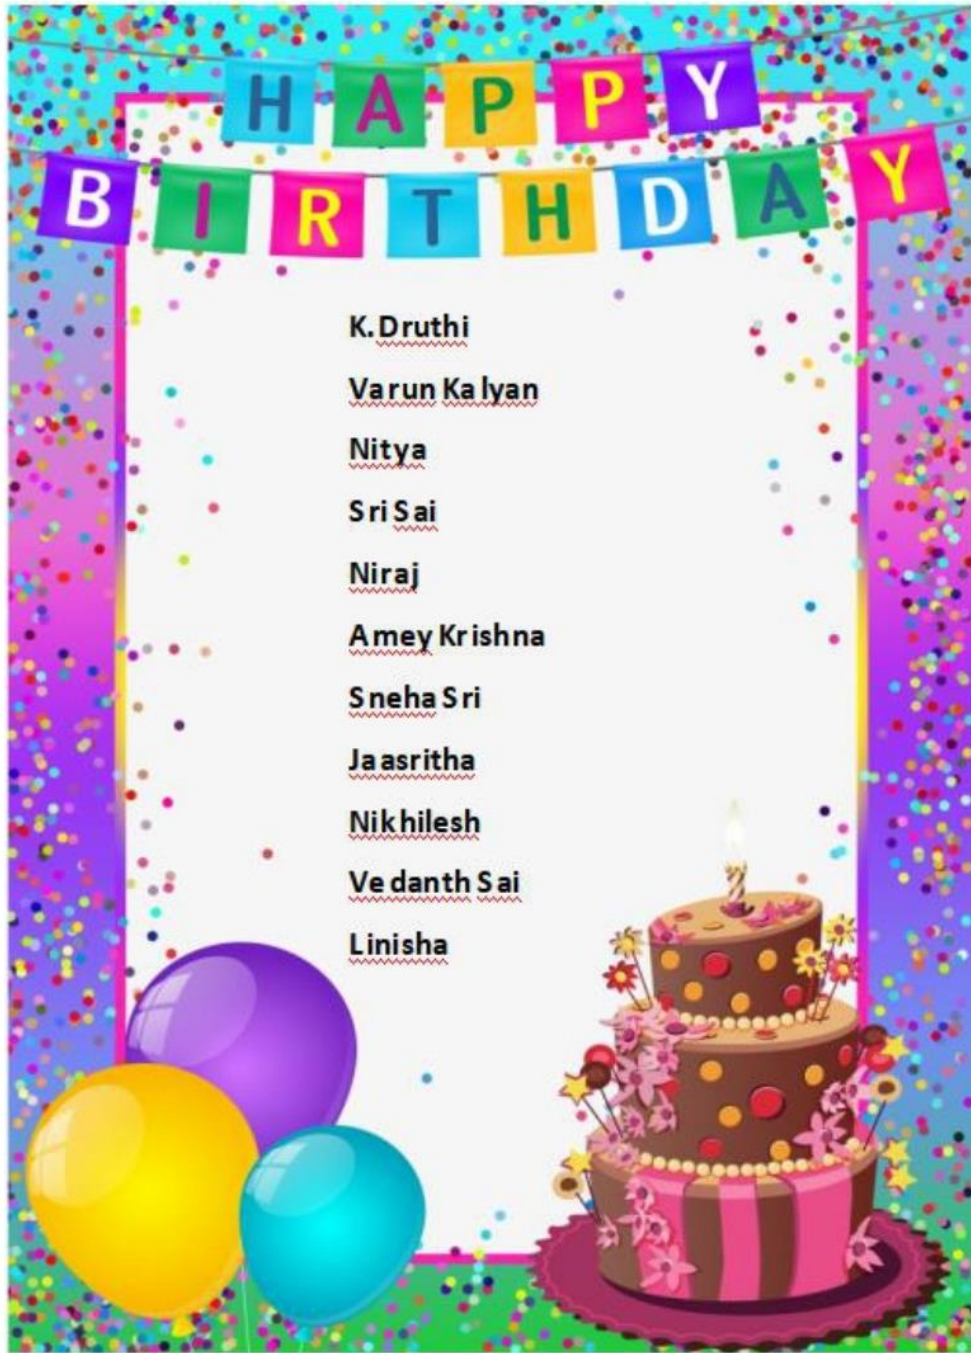 HAPPY
BIRTHDAY
K.Druthi
Varun Kalyan
Nitya
Sri Sai
Niraj
Amey Krishna
Sneha Sri
Jaasritha
Nikhilesh
Vedanth Sai
Linisha